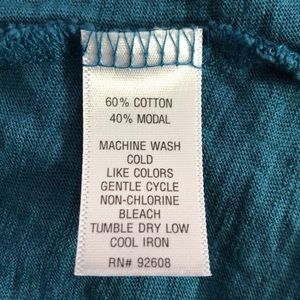 60% COTTON
40% MODAL
MACHINE WASH
COLD
LIKE COLORS
GENTLE CYCLE
NON-CHLORINE
BLEACH
TUMBLE DRY LOW
COOL IRON
RN# 92608